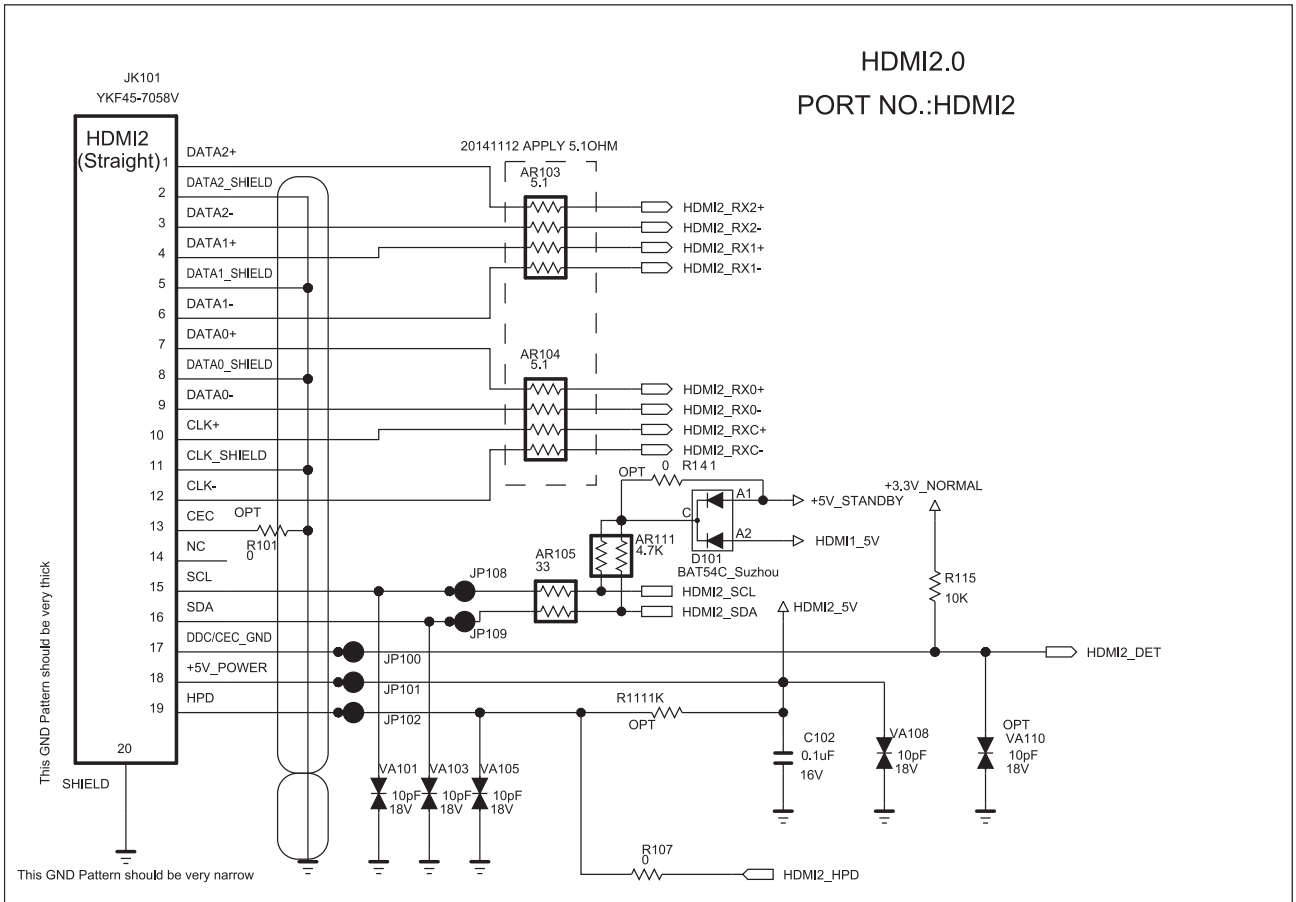 HDMI2.0
PORT NO.:HDMI2
JK101
YKF45-7058V
HDMI2
(Straight)
1
DATA2+
2
DATA2_SHIELD
3
DATA2-
4
DATA1+
5
DATA1_SHIELD
6
DATA1-
7
DATA0+
8
DATA0_SHIELD
9
DATA0-
10
CLK+
11
CLK_SHIELD
12
CLK-
13
CEC
14
NC
15
SCL
16
SDA
17
DDC/CEC_GND
18
+5V_POWER
19
HPD
20
SHIELD
This GND Pattern should be very thick
This GND Pattern should be very narrow
20141112 APPLY 5.1OHM
AR103
5.1
HDMI2_RX2+
HDMI2_RX2-
HDMI2_RX1+
HDMI2_RX1-
AR104
5.1
HDMI2_RX0+
HDMI2_RX0-
HDMI2_RXC+
HDMI2_RXC-
OPT
R101
0
OPT
0
R141
C
A1
A2
D101
BAT54C_Suzhou
+5V_STANDBY
HDMI1_5V
+3.3V_NORMAL
R115
10K
AR111
4.7K
AR105
33
JP108
JP109
HDMI2_SCL
HDMI2_SDA
HDMI2_5V
JP100
JP101
JP102
HDMI2_DET
R1111K
OPT
C102
0.1uF
16V
VA101
10pF
18V
VA103
10pF
18V
VA105
10pF
18V
VA108
10pF
18V
OPT
VA110
10pF
18V
R107
0
HDMI2_HPD